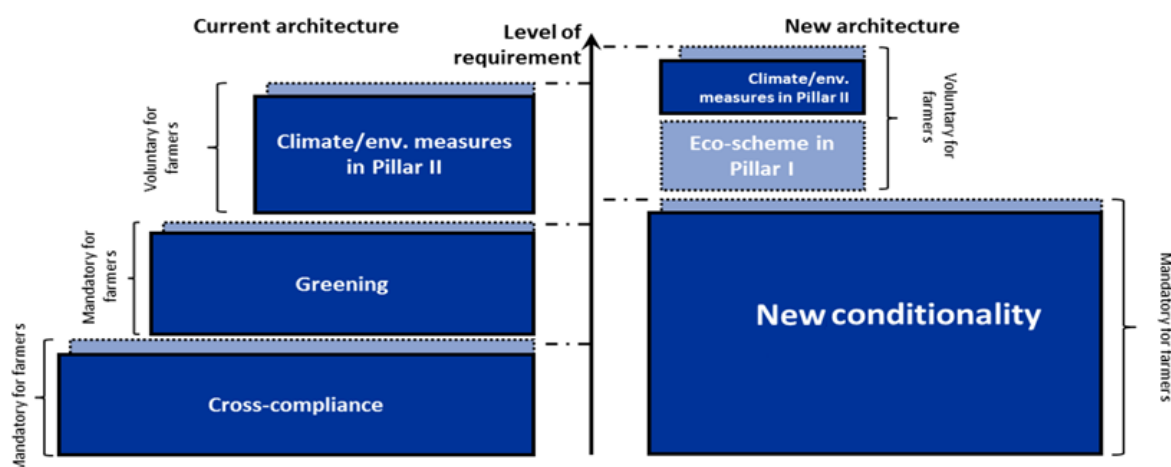 Current architecture
Level of
requirement
New architecture
Voluntary for
farmers
Climate/env. measures
in Pillar II
Mandatory for
farmers
Greening
Mandatory for farmers
Cross-compliance
Climate/env.
measures in Pillar II
Eco-scheme in
Pillar I
Voluntary for
farmers
New conditionality
Mandatory for farmers